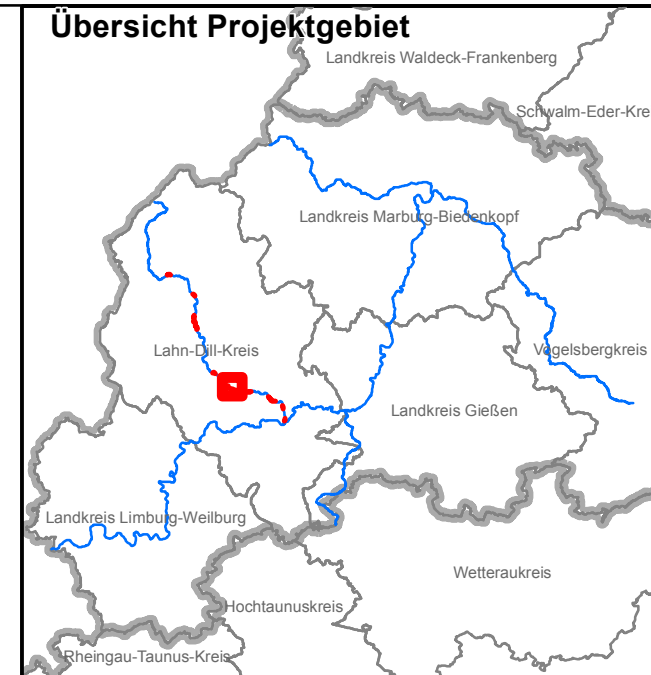 Übersicht Projektgebiet
Landkreis Waldeck-Frankenberg
Schwalm-Eder-Kre
Landkreis Marburg-Biedenkopf
Lahn-Dill-Kreis
Vogelsbergkreis
Landkreis Gießen
Landkreis Limburg-Weilburg
Wetteraukreis
Hochtaunuskreis
Rheingau-Taunus-Kreis